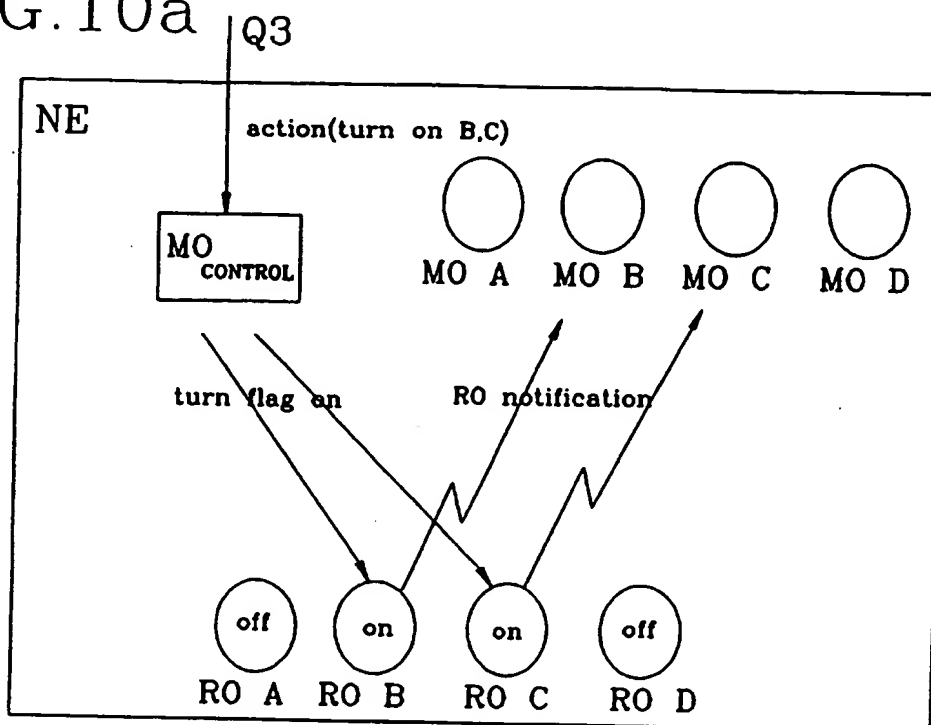 G.10a
Q3
NE
action(turn on B,C)
MO
CONTROL
MO A MO B MO C MO D
turn flag on
RO notification
off on on off
RO A RO B RO C RO D